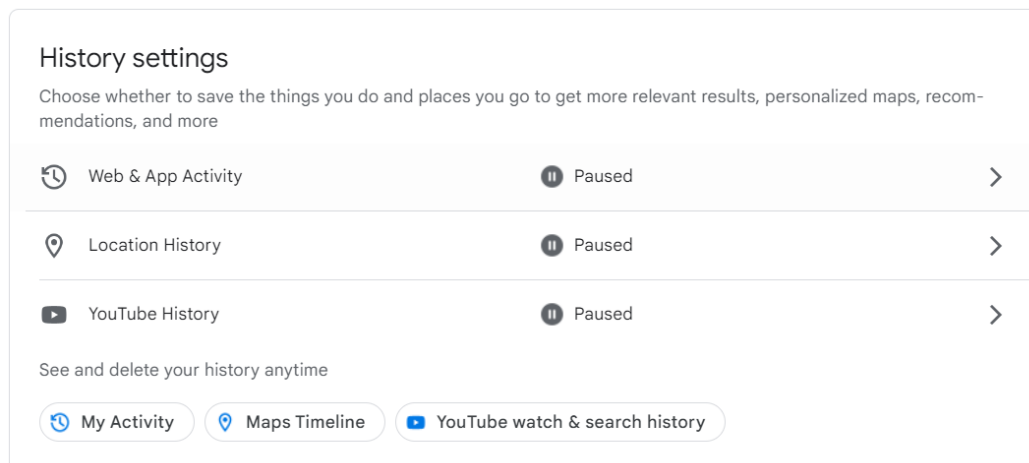 History settings
Choose whether to save the things you do and places you go to get more relevant results, personalized maps, recom-
mendations, and more
Web & App Activity Paused
Location History Paused
YouTube History Paused
See and delete your history anytime
My Activity Maps Timeline YouTube watch & search history